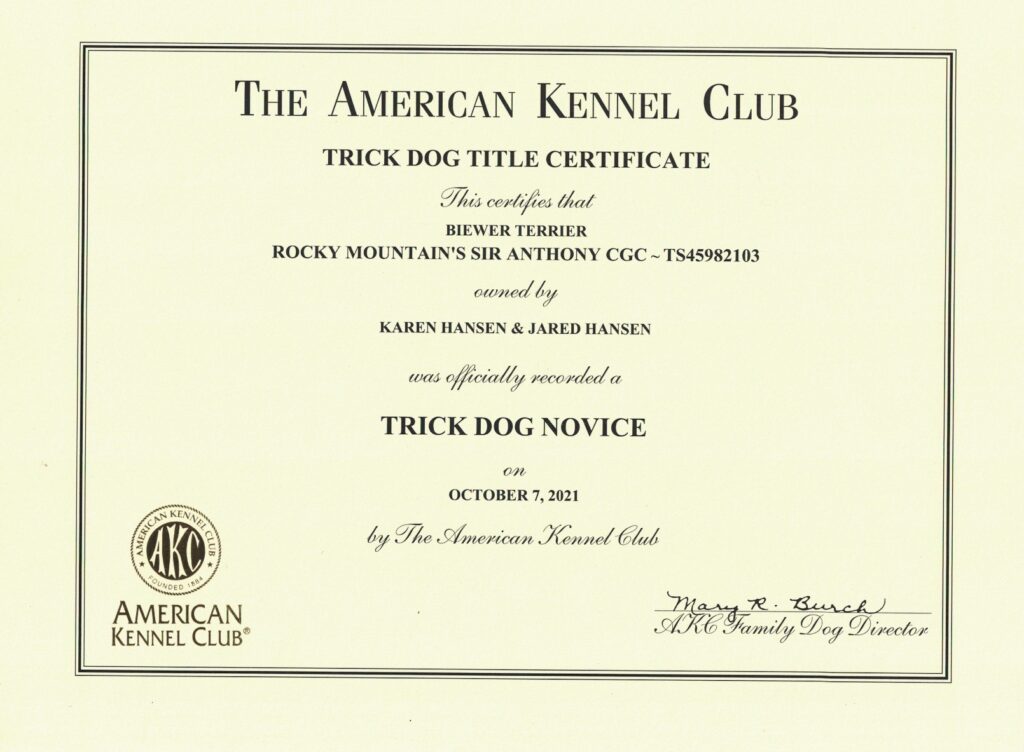 THE AMERICAN KENNEL CLUB
TRICK DOG TITLE CERTIFICATE
This certifies that
BIEWER TERRIER
ROCKY MOUNTAIN'S SIR ANTHONY CGC ~ TS45982103
owned by
KAREN HANSEN & JARED HANSEN
was officially recorded a
TRICK DOG NOVICE
on
OCTOBER 7, 2021
by The American Kennel Club
AMERICAN KENNEL CLUB
AKC
FOUNDED 1884
AMERICAN
KENNEL CLUB®
Mary R. Burch
AKC Family Dog Director